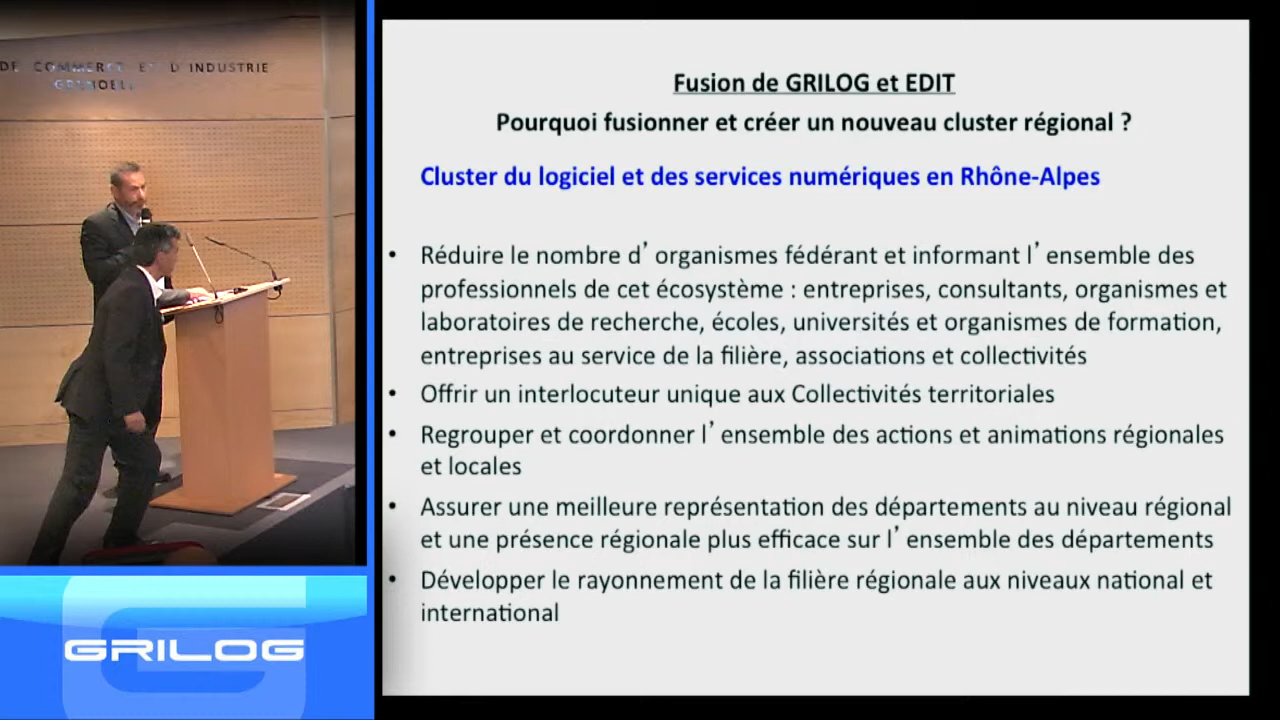 DE COMMERCE ET D'INDUSTRIE
GRENOBLE
Fusion de GRILOG et EDIT
Pourquoi fusionner et créer un nouveau cluster régional ?
Cluster du logiciel et des services numériques en Rhône-Alpes
• Réduire le nombre d’ organismes fédérant et informant l’ ensemble des
professionnels de cet écosystème : entreprises, consultants, organismes et
laboratoires de recherche, écoles, universités et organismes de formation,
entreprises au service de la filière, associations et collectivités
• Offrir un interlocuteur unique aux Collectivités territoriales
• Regrouper et coordonner l’ ensemble des actions et animations régionales
et locales
• Assurer une meilleure représentation des départements au niveau régional
et une présence régionale plus efficace sur l’ ensemble des départements
• Développer le rayonnement de la filière régionale aux niveaux national et
international
GRILOG